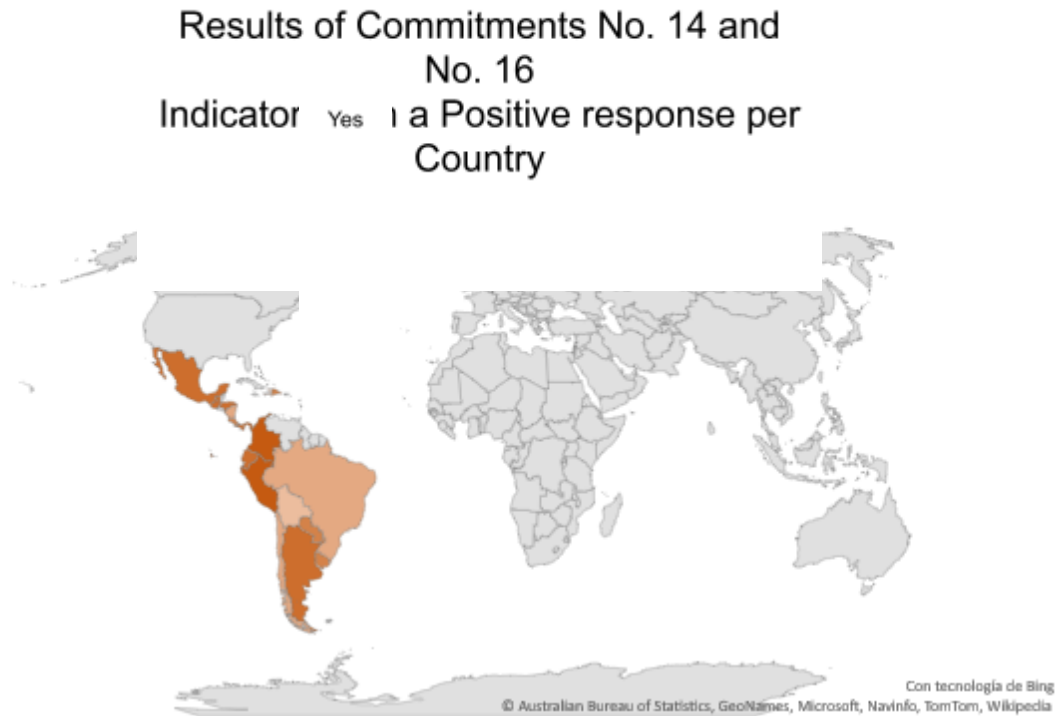 Results of Commitments No. 14 and
No. 16
Indicator Yes a Positive response per
Country
Con tecnología de Bing
© Australian Bureau of Statistics, GeoNames, Microsoft, Navinfo, TomTom, Wikipedia